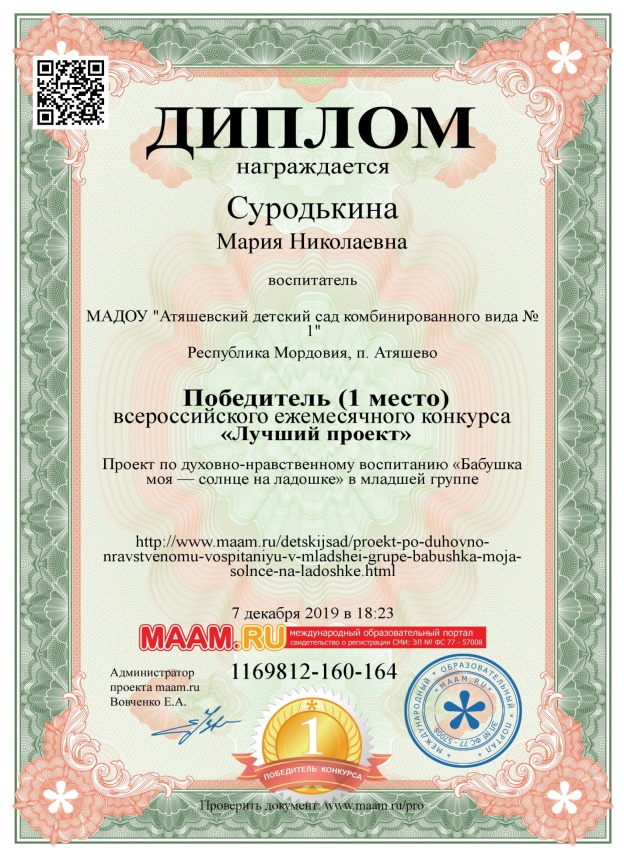 ДИПЛОМ
награждается
Суродькина
Мария Николаевна
воспитатель
МАДОУ "Атяшевский детский сад комбинированного вида №
1"
Республика Мордовия, п. Атяшево
Победитель (1 место)
всероссийского ежемесячного конкурса
«Лучший проект»
Проект по духовно-нравственному воспитанию «Бабушка
моя — солнце на ладошке» в младшей группе
http://www.maam.ru/detskijsad/proekt-po-duhovno-
nravstvenomu-vospitaniyu-v-mladshei-grupe-babushka-moja-
solnce-na-ladoshke.html
7 декабря 2019 в 18:23
MAAM.RU международный образовательный портал
свидетельство о регистрации СМИ: ЭЛ № ФС 77 - 57008
Администратор
проекта maam.ru
Вовченко Е.А.
1169812-160-164
МЕЖДУНАРОДНЫЙ • ОБРАЗОВАТЕЛЬНЫЙ • ПОРТАЛ
MAAM.RU
ЭЛ № ФС 77 - 57008
1
ПОБЕДИТЕЛЬ КОНКУРСА
Проверить документ: www.maam.ru/pro